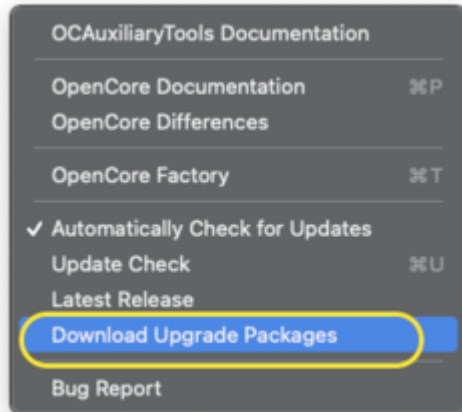 OCAuxiliaryTools Documentation
OpenCore Documentation ⌘P
OpenCore Differences
OpenCore Factory ⌘T
✓ Automatically Check for Updates
Update Check ⌘U
Latest Release
Download Upgrade Packages
Bug Report